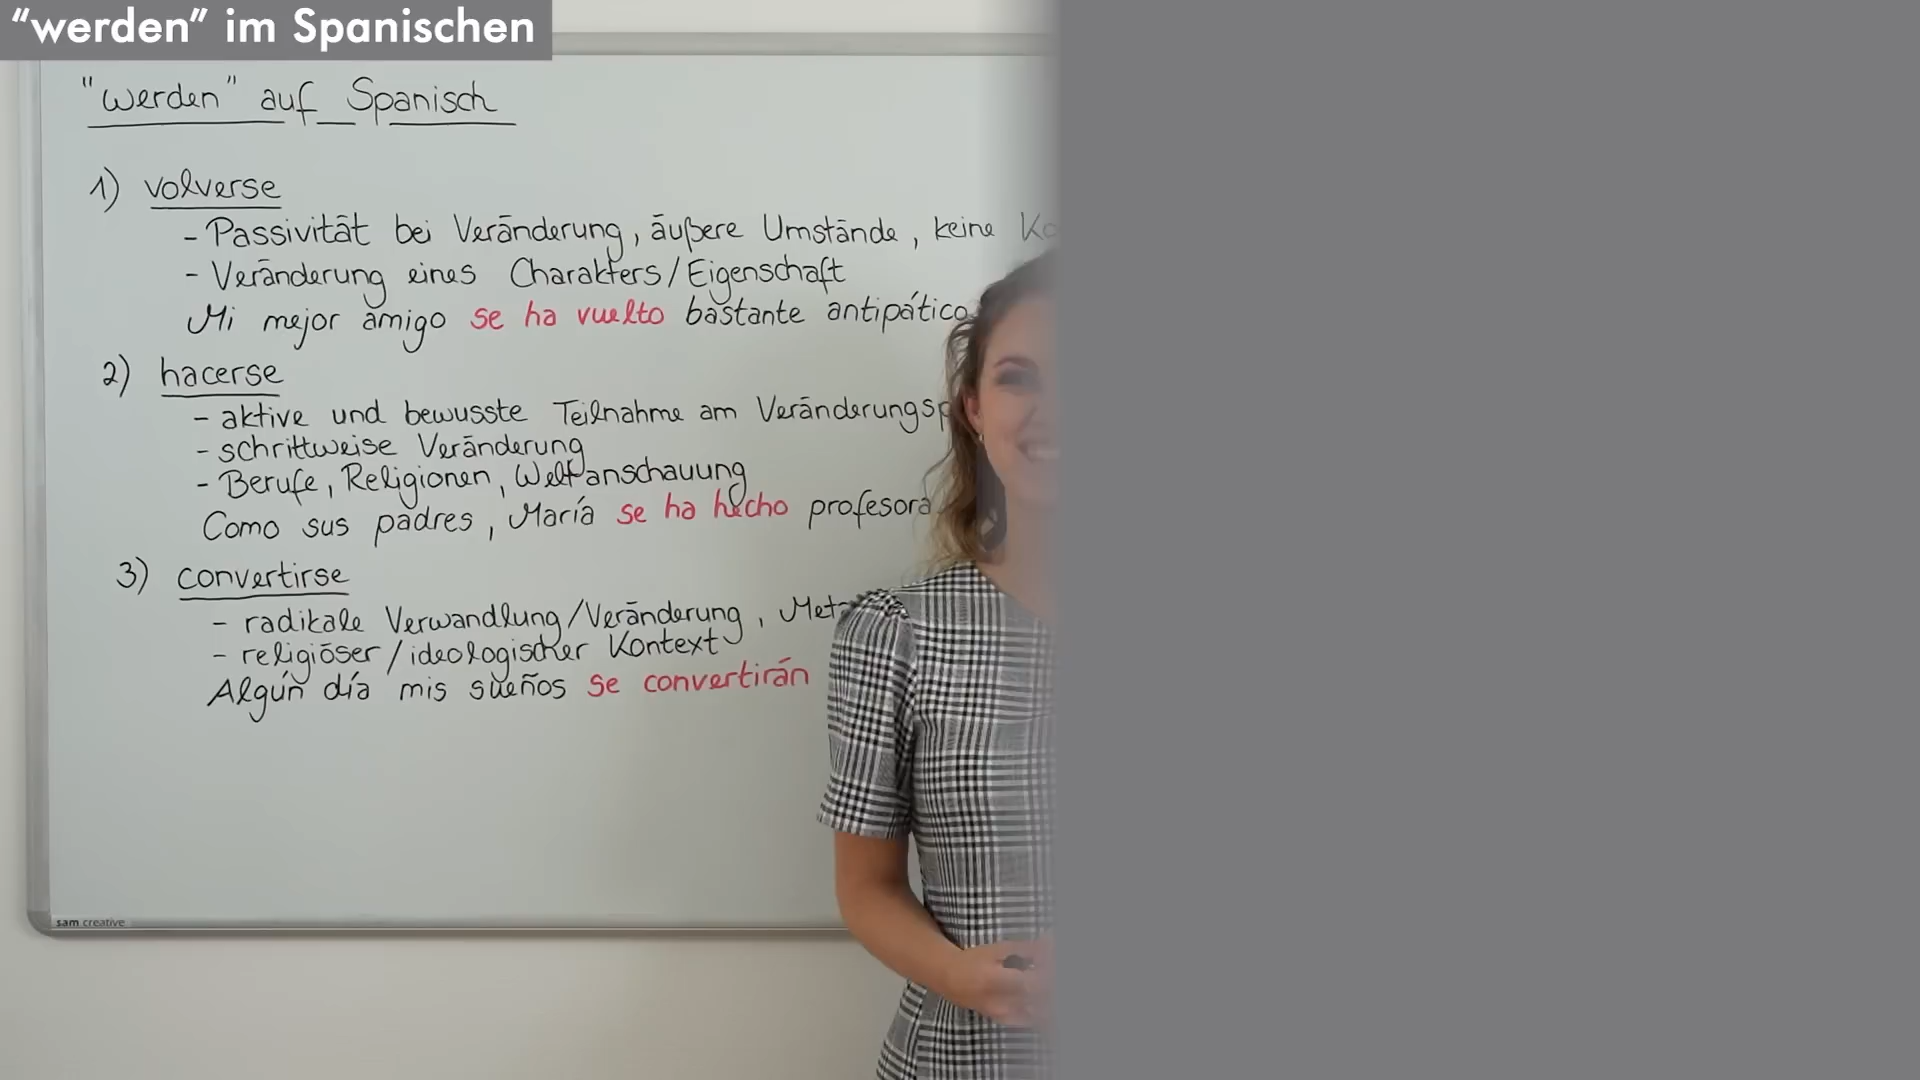 “werden” im Spanischen
"werden" auf Spanisch
1) volverse
- Passivität bei Veränderung, äußere Umstände, keine
- Veränderung eines Charakters/Eigenschaft
Mi mejor amigo se ha vuelto bastante antipático
2) hacerse
- aktive und bewusste Teilnahme am
- schrittweise Veränderung
- Berufe, Religionen, Weltanschauung
Como sus padres, María se ha hecho profesora
3) convertirse
- radikale Verwandlung/Veränderung,
- religiöser/ideologischer Kontext
Algún día mis sueños se convertirán
sam creative